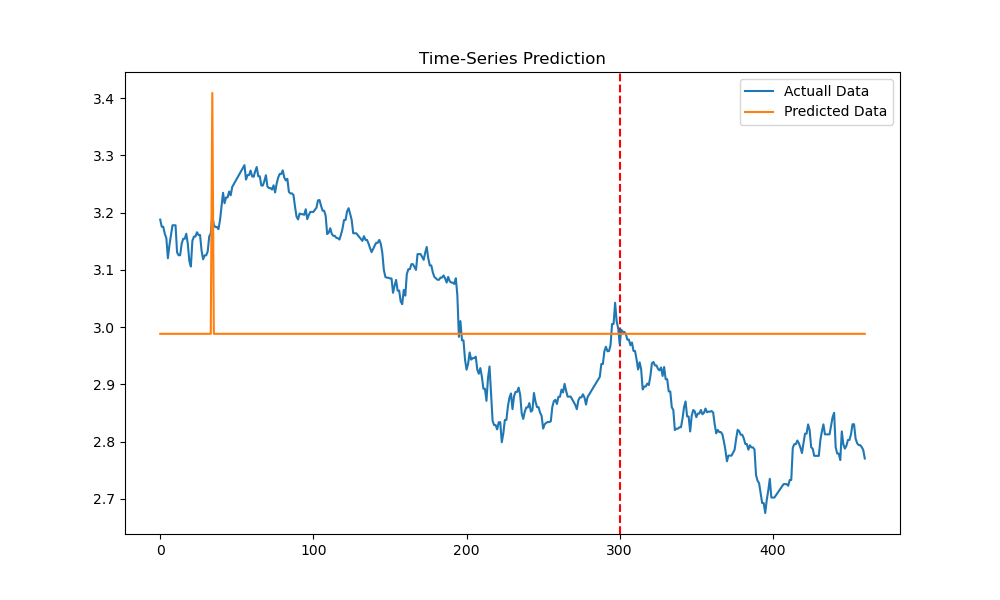 Time-Series Prediction
Actuall Data
Predicted Data
3.4
3.3
3.2
3.1
3.0
2.9
2.8
2.7
0 100 200 300 400